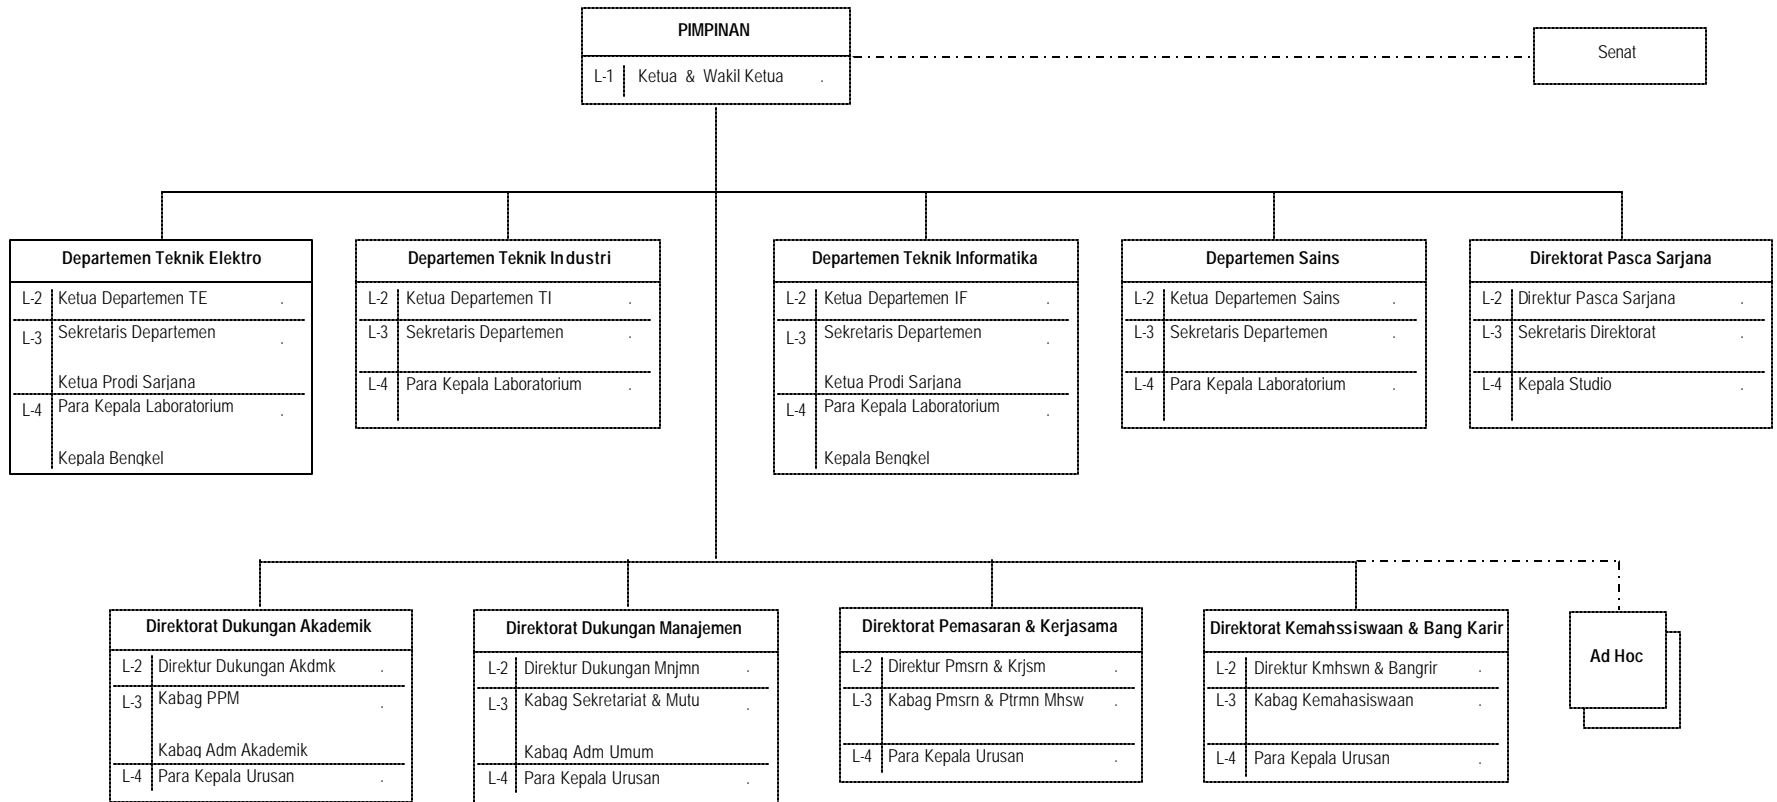 PIMPINAN
L-1 Ketua & Wakil Ketua .
Senat
Departemen Teknik Elektro
L-2 Ketua Departemen TE .
L-3 Sekretaris Departemen .
Ketua Prodi Sarjana
L-4 Para Kepala Laboratorium .
Kepala Bengkel
Departemen Teknik Industri
L-2 Ketua Departemen TI .
L-3 Sekretaris Departemen .
L-4 Para Kepala Laboratorium .
Departemen Teknik Informatika
L-2 Ketua Departemen IF .
L-3 Sekretaris Departemen .
Ketua Prodi Sarjana
L-4 Para Kepala Laboratorium .
Kepala Bengkel
Departemen Sains
L-2 Ketua Departemen Sains .
L-3 Sekretaris Departemen .
L-4 Para Kepala Laboratorium .
Direktorat Pasca Sarjana
L-2 Direktur Pasca Sarjana .
L-3 Sekretaris Direktorat .
L-4 Kepala Studio .
Direktorat Dukungan Akademik
L-2 Direktur Dukungan Akdmk .
L-3 Kabag PPM .
Kabag Adm Akademik
L-4 Para Kepala Urusan .
Direktorat Dukungan Manajemen
L-2 Direktur Dukungan Mnjmn .
L-3 Kabag Sekretariat & Mutu .
Kabag Adm Umum
L-4 Para Kepala Urusan .
Direktorat Pemasaran & Kerjasama
L-2 Direktur Pmsrn & Krjsm .
L-3 Kabag Pmsrn & Ptrmn Mhsw .
L-4 Para Kepala Urusan .
Direktorat Kemahssiswaan & Bang Karir
L-2 Direktur Kmhswn & Bangrir .
L-3 Kabag Kemahasiswaan .
L-4 Para Kepala Urusan .
Ad Hoc